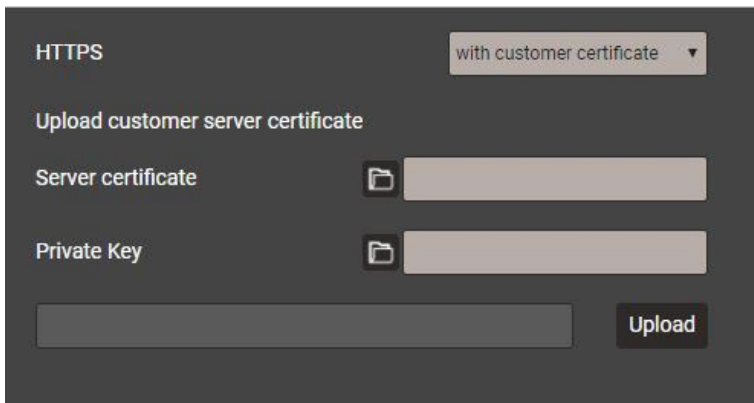 HTTPS
with customer certificate
Upload customer server certificate
Server certificate
Private Key
Upload